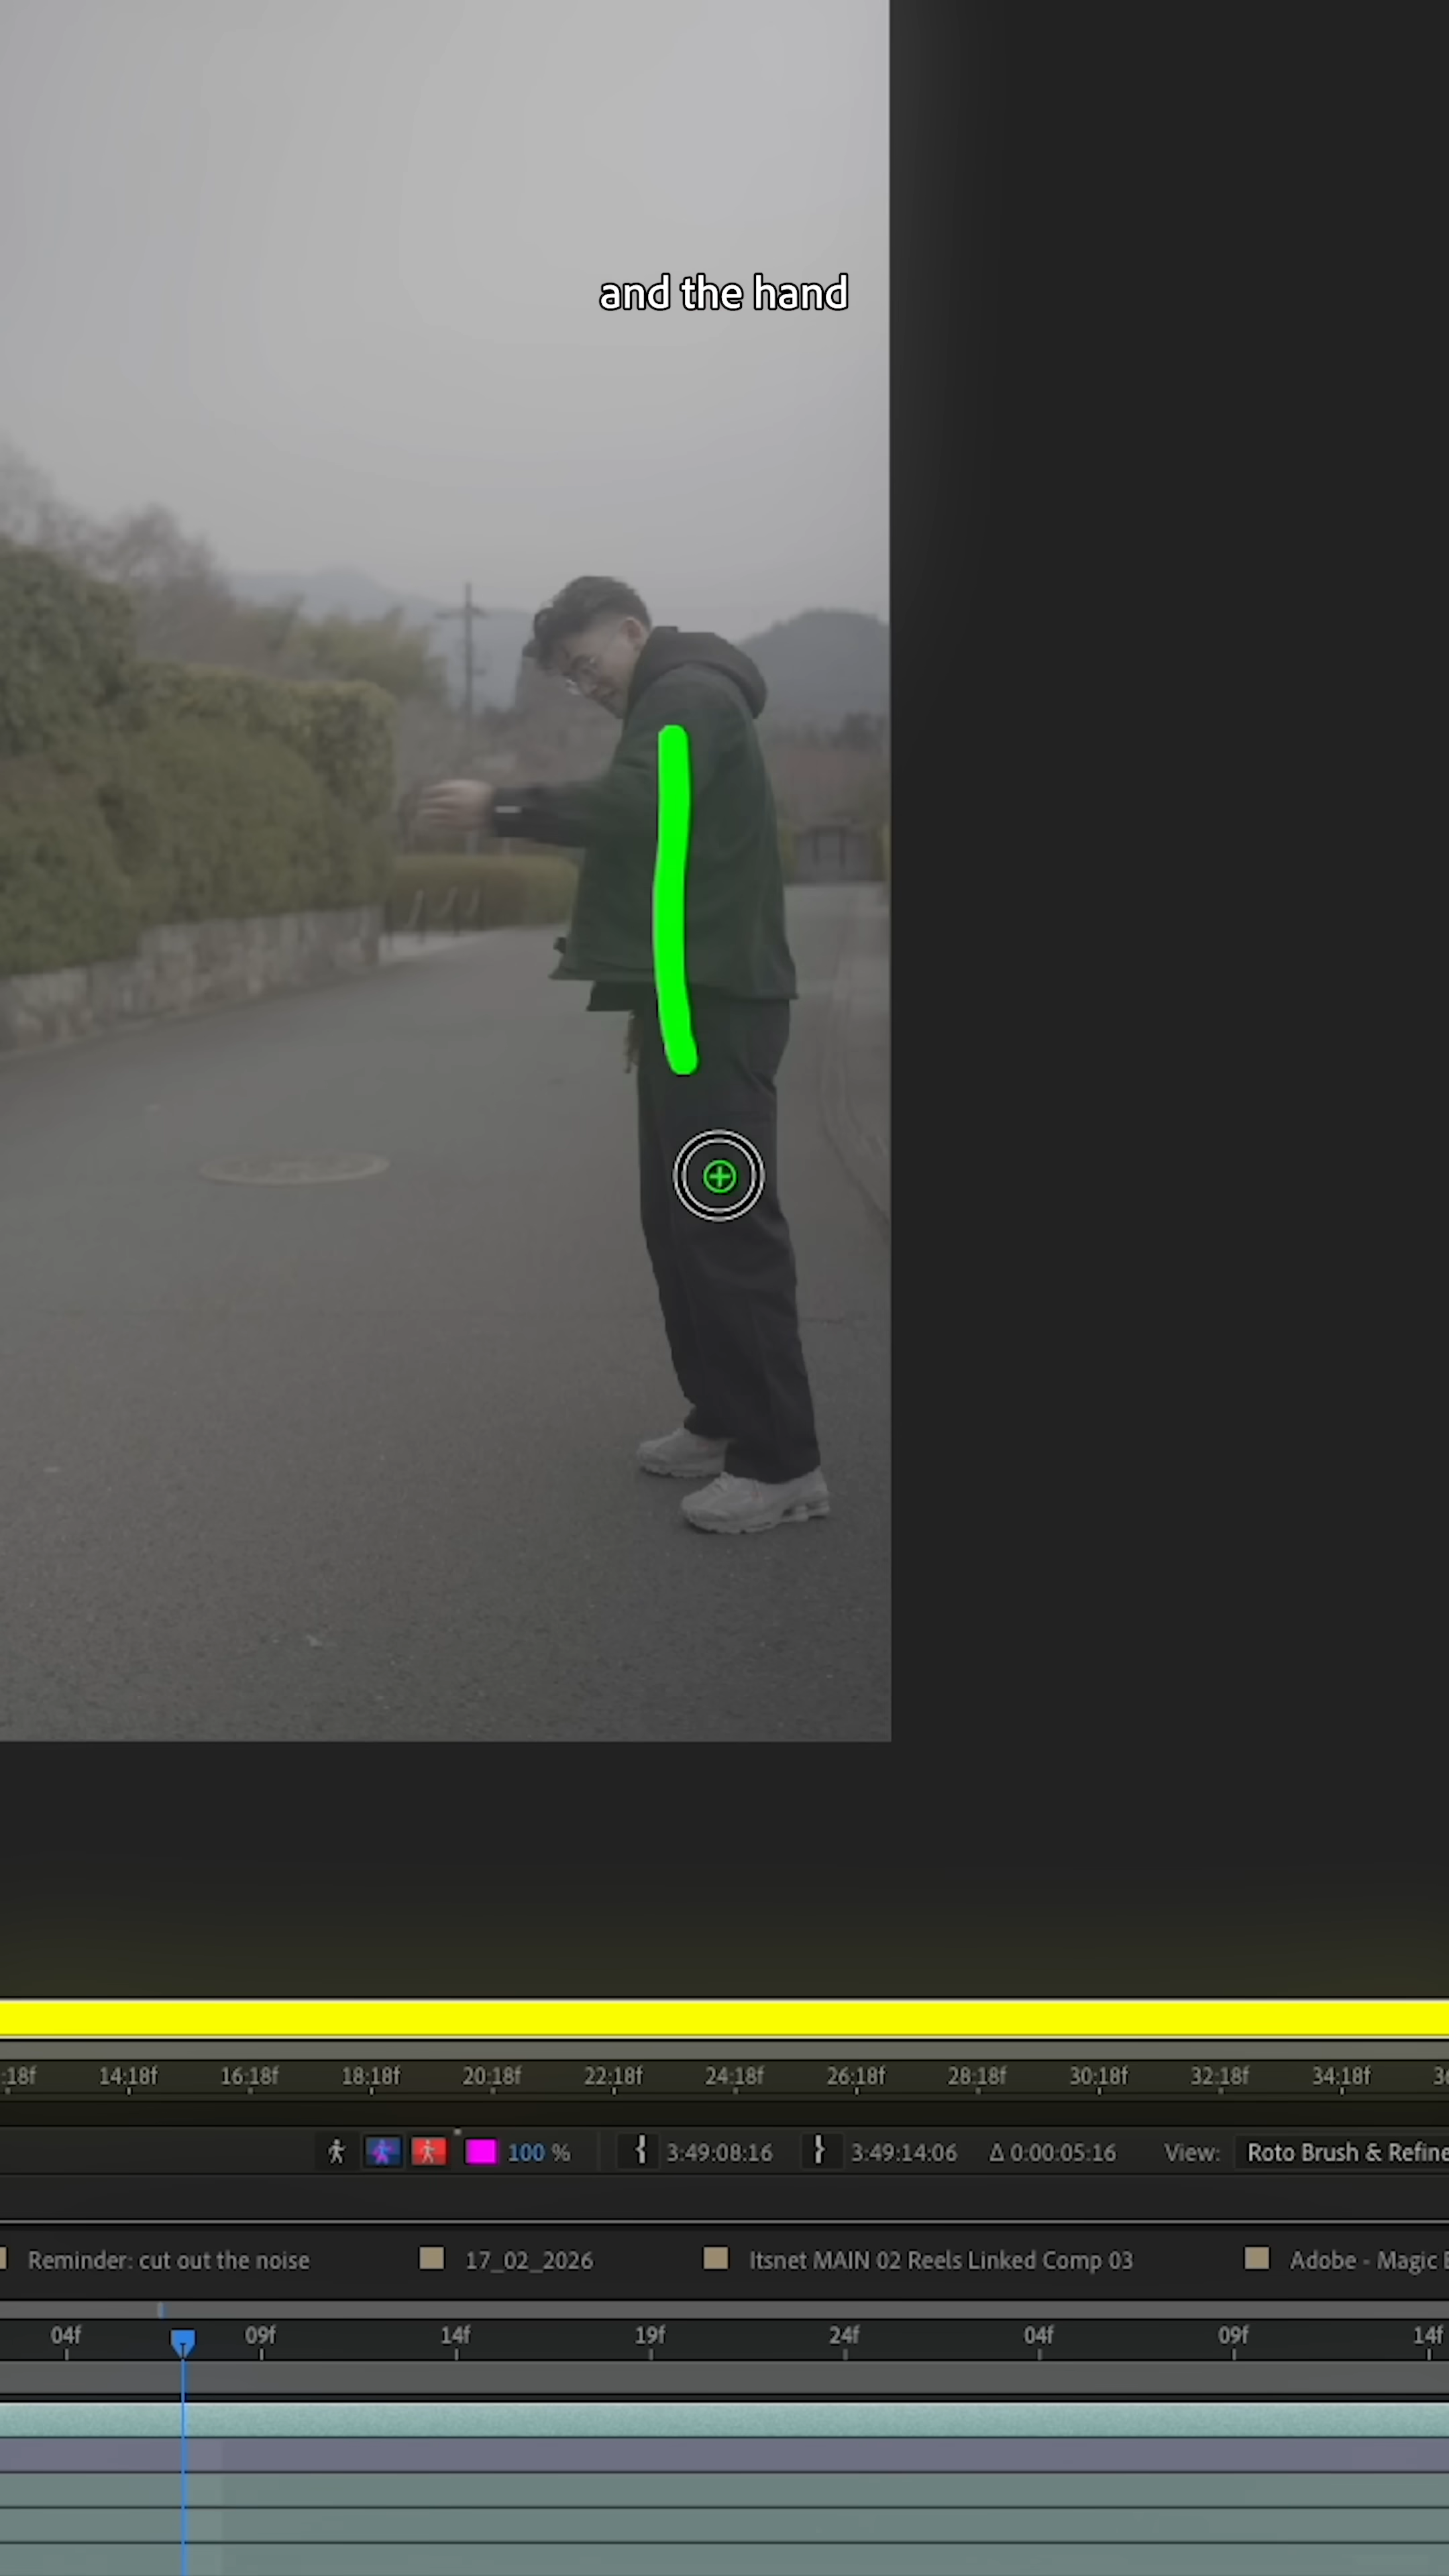 and the hand
:18f 14:18f 16:18f 18:18f 20:18f 22:18f 24:18f 26:18f 28:18f 30:18f 32:18f 34:18f
100 % 3:49:08:16 3:49:14:06 Δ 0:00:05:16 View: Roto Brush & Refine
Reminder: cut out the noise 17_02_2026 Itsnet MAIN 02 Reels Linked Comp 03 Adobe - Magic
04f 09f 14f 19f 24f 04f 09f 14f